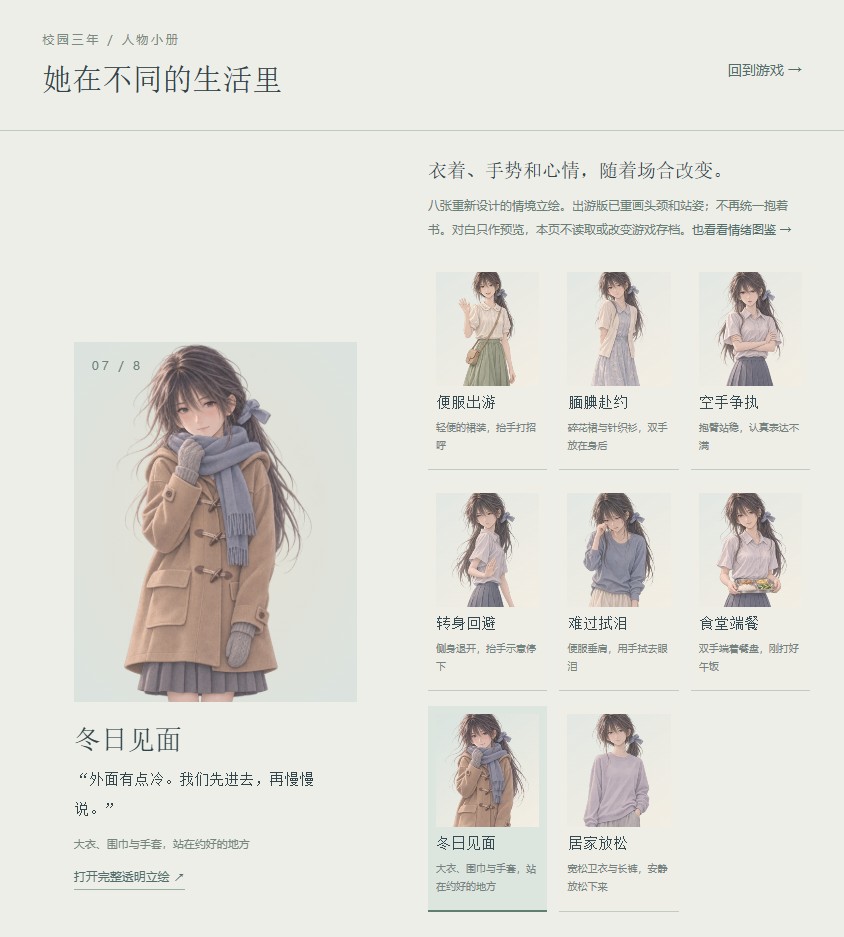 校园三年 / 人物小册
她在不同的生活里
回到游戏 →
衣着、手势和心情，随着场合改变。
八张重新设计的情境立绘。出游版已重画头颈和站姿；不再统一抱着
书。对白只作预览，本页不读取或改变游戏存档。也看看情绪图鉴 →
07 / 8
冬日见面
“外面有点冷。我们先进去，再慢慢
说。”
大衣、围巾与手套，站在约好的地方
打开完整透明立绘 ↗
便服出游
轻便的裙装，抬手打招
呼
腼腆赴约
碎花裙与针织衫，双手
放在身后
空手争执
抱臂站稳，认真表达不
满
转身回避
侧身退开，抬手示意停
下
难过拭泪
便服垂肩，用手拭去眼
泪
食堂端餐
双手端着餐盘，刚打好
午饭
冬日见面
大衣、围巾与手套，站
在约好的地方
居家放松
宽松卫衣与长裤，安静
放松下来